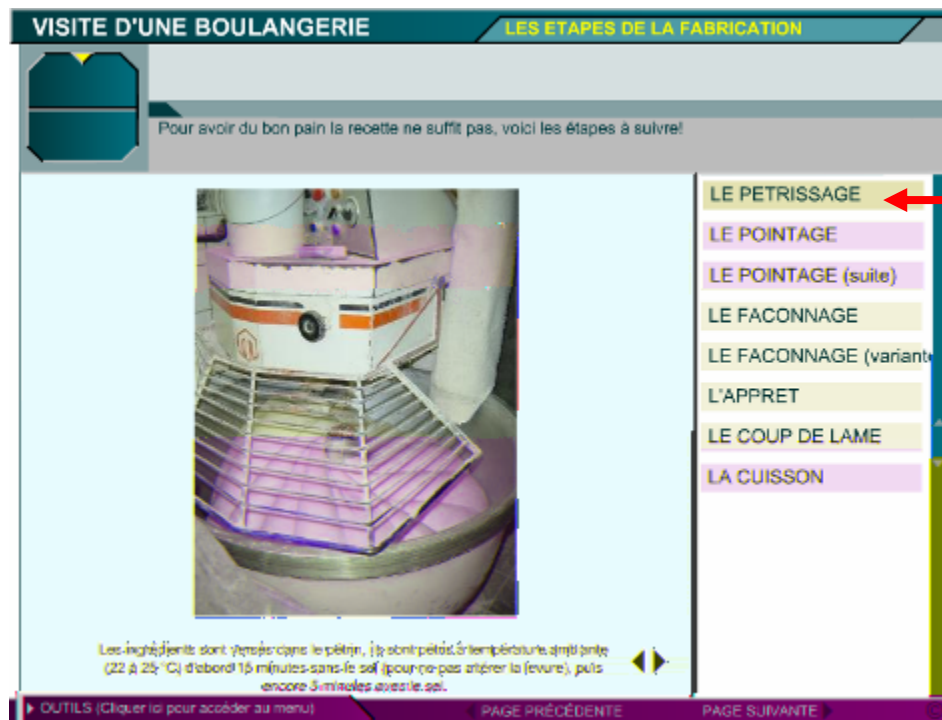 VISITE D'UNE BOULANGERIE
LES ETAPES DE LA FABRICATION
Pour avoir du bon pain la recette ne suffit pas, voici les étapes à suivre!
LE PETRISSAGE
LE POINTAGE
LE POINTAGE (suite)
LE FACONNAGE
LE FACONNAGE (variante
L'APPRET
LE COUP DE LAME
LA CUISSON
Les ingrédients sont versés dans le pétrin, ils sont pétris à température ambiante
(22 à 25 °C) d'abord 15 minutes sans le sel (pour ne pas altérer la levure), puis
encore 5 minutes avec le sel.
OUTILS (Cliquer ici pour accéder au menu)
PAGE PRÉCÉDENTE
PAGE SUIVANTE